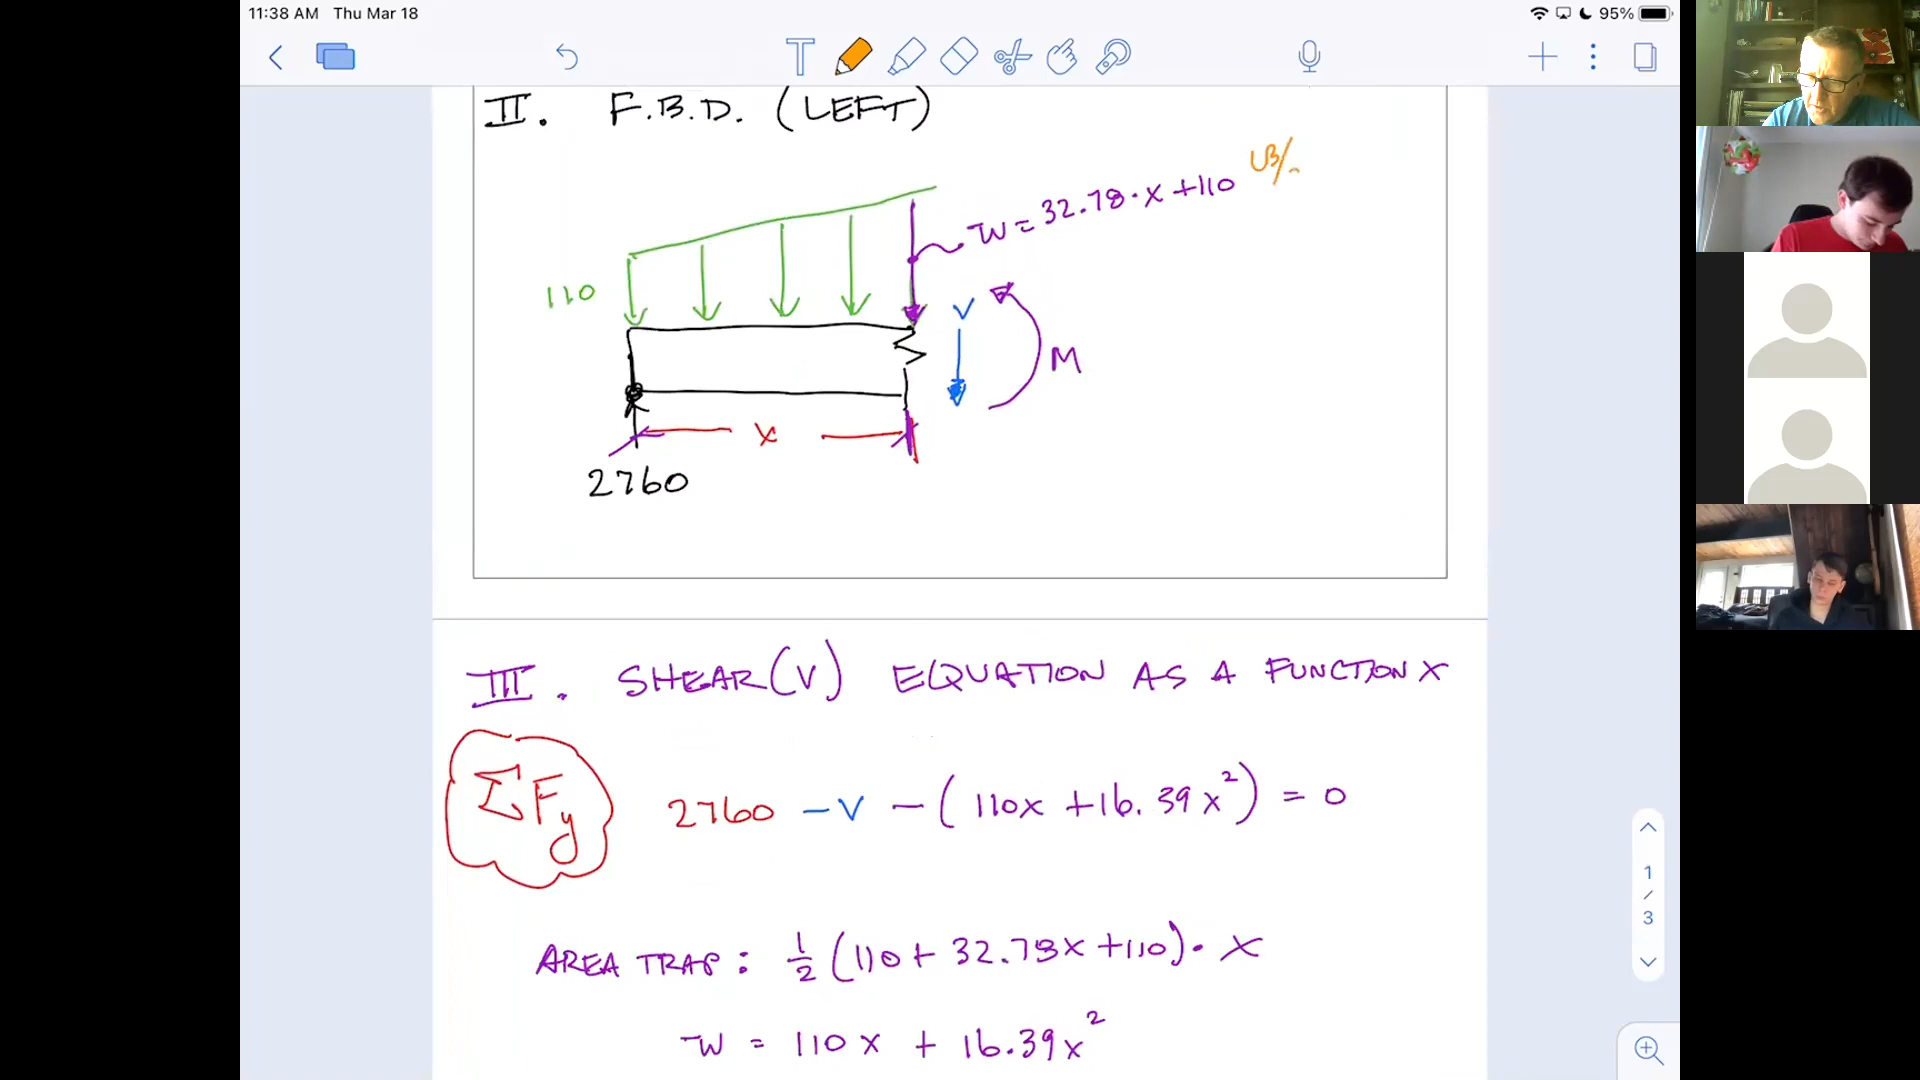 11:38 AM Thu Mar 18
95%
T
II. F.B.D. (LEFT)
W = 32.78·x +110
110
V
M
x
2760
III. SHEAR(V) EQUATION AS A FUNCTION X
ΣFy 2760 -V - (110x +16.39x²) = 0
AREA TRAP: 1/2 (110+ 32.78x +110)· x
W = 110x + 16.39x²
1
/
3